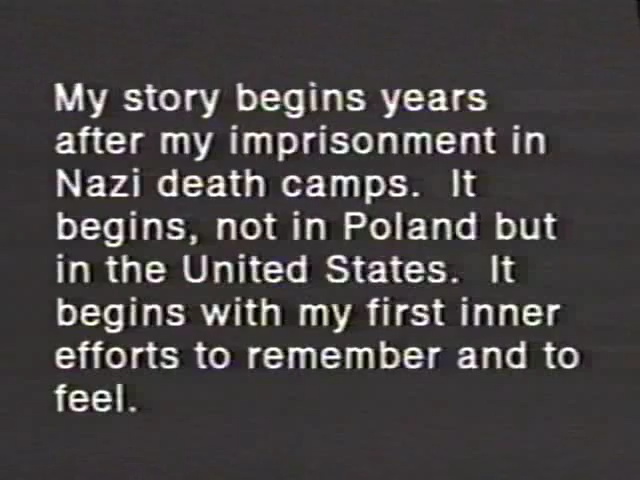 My story begins years
after my imprisonment in
Nazi death camps.  It
begins, not in Poland but
in the United States.  It
begins with my first inner
efforts to remember and to
feel.